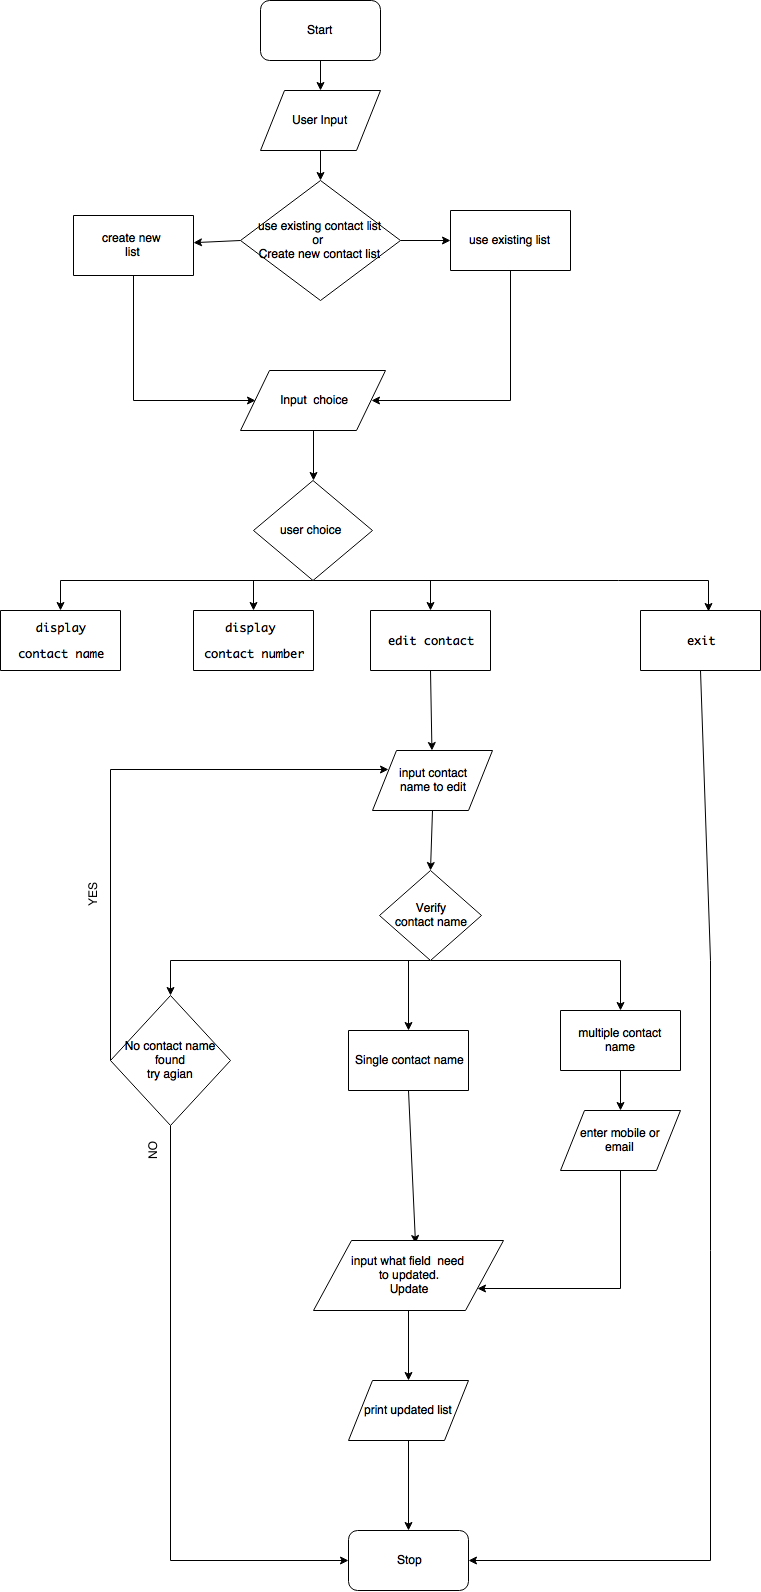 Start
User Input
use existing contact list
or
Create new contact list
create new
list
use existing list
Input choice
user choice
display
contact name
display
contact number
edit contact
exit
input contact
name to edit
YES
Verify
contact name
No contact name
found
try agian
Single contact name
multiple contact
name
enter mobile or
email
NO
input what field need
to updated.
Update
print updated list
Stop